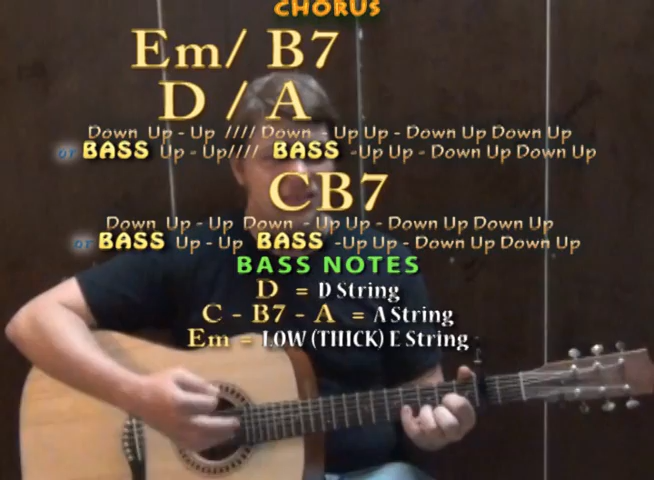 CHORUS
Em/ B7
D / A
Down Up - Up //// Down - Up Up - Down Up Down Up
or BASS Up - Up//// BASS -Up Up - Down Up Down Up
CB7
Down Up - Up Down - Up Up - Down Up Down Up
or BASS Up - Up BASS -Up Up - Down Up Down Up
BASS NOTES
D = D String
C - B7 - A = A String
Em = LOW (THICK) E String